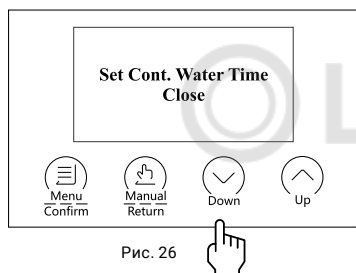 Set Cont. Water Time
Close
Menu
Confirm
Manual
Return
Down
Up
Рис. 26